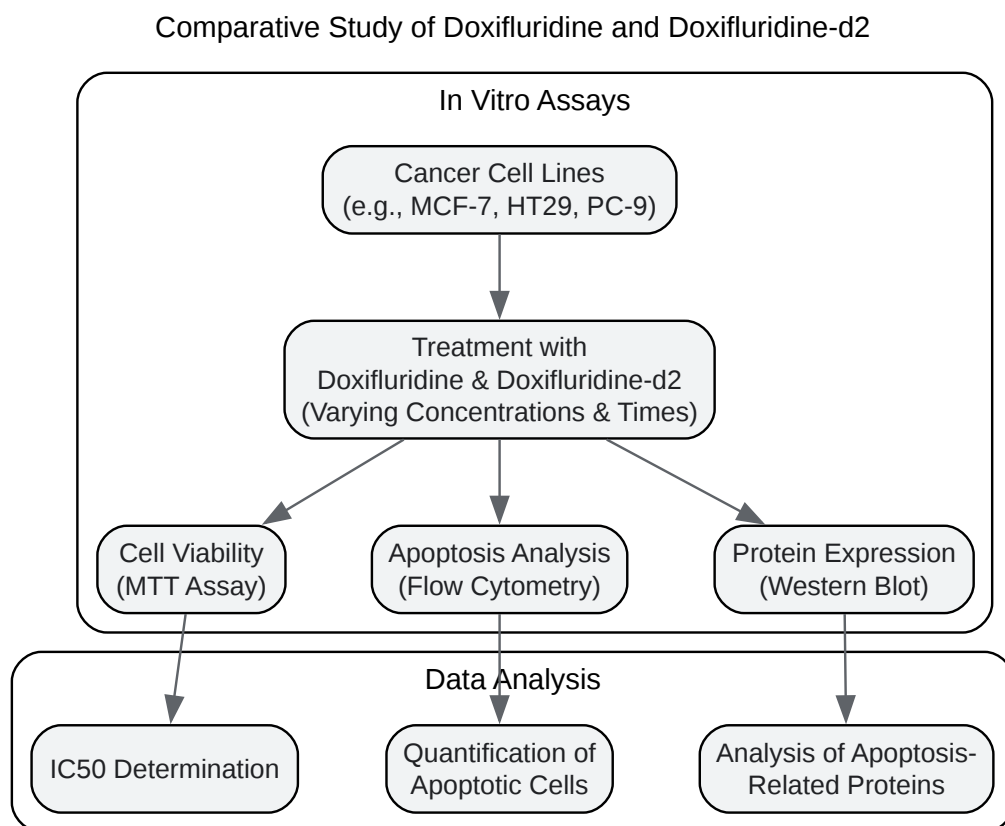 Comparative Study of Doxifluridine and Doxifluridine-d2
In Vitro Assays
Cancer Cell Lines
(e.g., MCF-7, HT29, PC-9)
Treatment with
Doxifluridine & Doxifluridine-d2
(Varying Concentrations & Times)
Cell Viability
(MTT Assay)
Apoptosis Analysis
(Flow Cytometry)
Protein Expression
(Western Blot)
Data Analysis
IC50 Determination
Quantification of
Apoptotic Cells
Analysis of Apoptosis-
Related Proteins